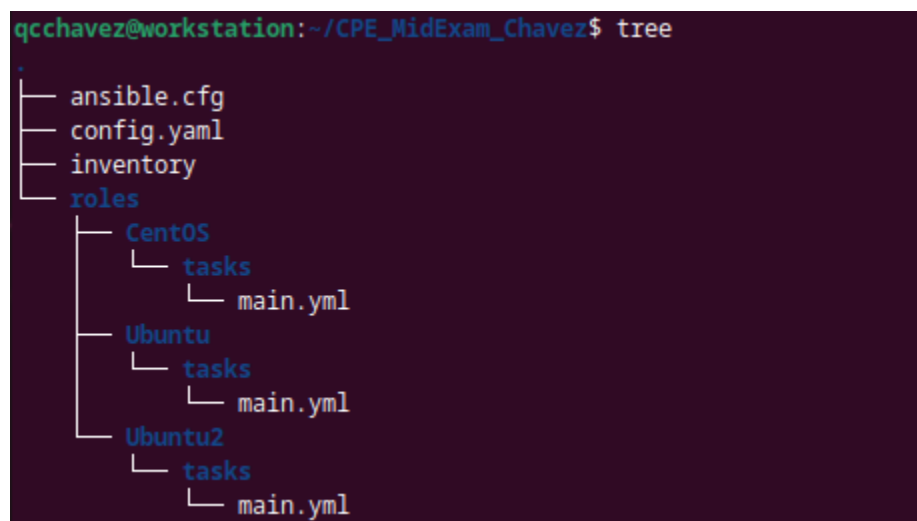 qcchavez@workstation:~/CPE_MidExam_Chavez$ tree
.
├── ansible.cfg
├── config.yaml
├── inventory
└── roles
    ├── CentOS
    │   └── tasks
    │       └── main.yml
    ├── Ubuntu
    │   └── tasks
    │       └── main.yml
    └── Ubuntu2
        └── tasks
            └── main.yml